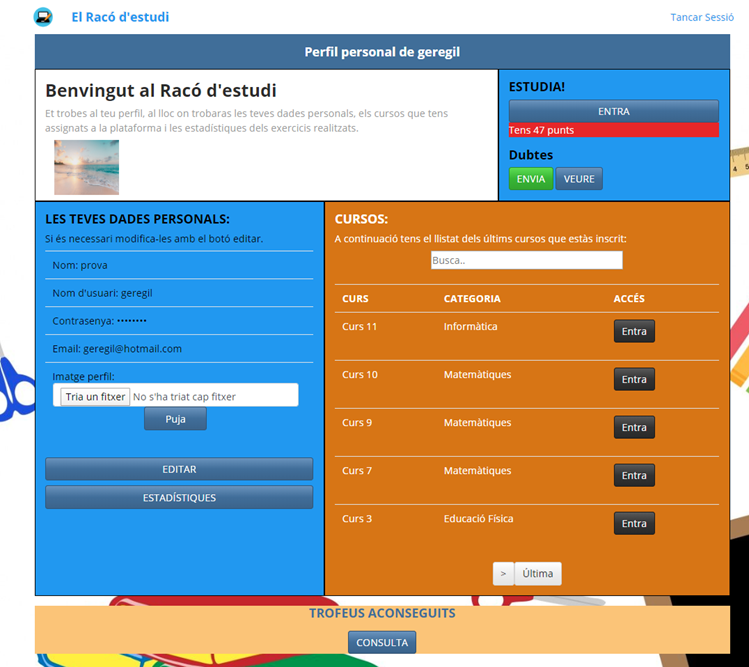 El Racó d'estudi
Tancar Sessió
Perfil personal de geregil
Benvingut al Racó d'estudi
Et trobes al teu perfil, al lloc on trobaras les teves dades personals, els cursos que tens
assignats a la plataforma i les estadístiques dels exercicis realitzats.
ESTUDIA!
ENTRA
Tens 47 punts
Dubtes
ENVIA VEURE
LES TEVES DADES PERSONALS:
Si és necessari modifica-les amb el botó editar.
Nom: prova
Nom d'usuari: geregil
Contrasenya: ••••••••
Email: geregil@hotmail.com
Imatge perfil:
Tria un fitxer No s'ha triat cap fitxer
Puja
EDITAR
ESTADÍSTIQUES
CURSOS:
A continuació tens el llistat dels últims cursos que estàs inscrit:
Busca..
CURS CATEGORIA ACCÉS
Curs 11 Informàtica Entra
Curs 10 Matemàtiques Entra
Curs 9 Matemàtiques Entra
Curs 7 Matemàtiques Entra
Curs 3 Educació Física Entra
> Última
TROFEUS ACONSEGUITS
CONSULTA
4 5